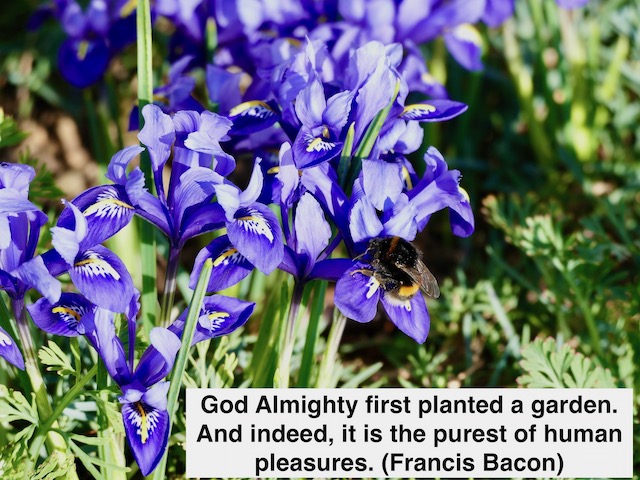 God Almighty first planted a garden.
And indeed, it is the purest of human
pleasures. (Francis Bacon)